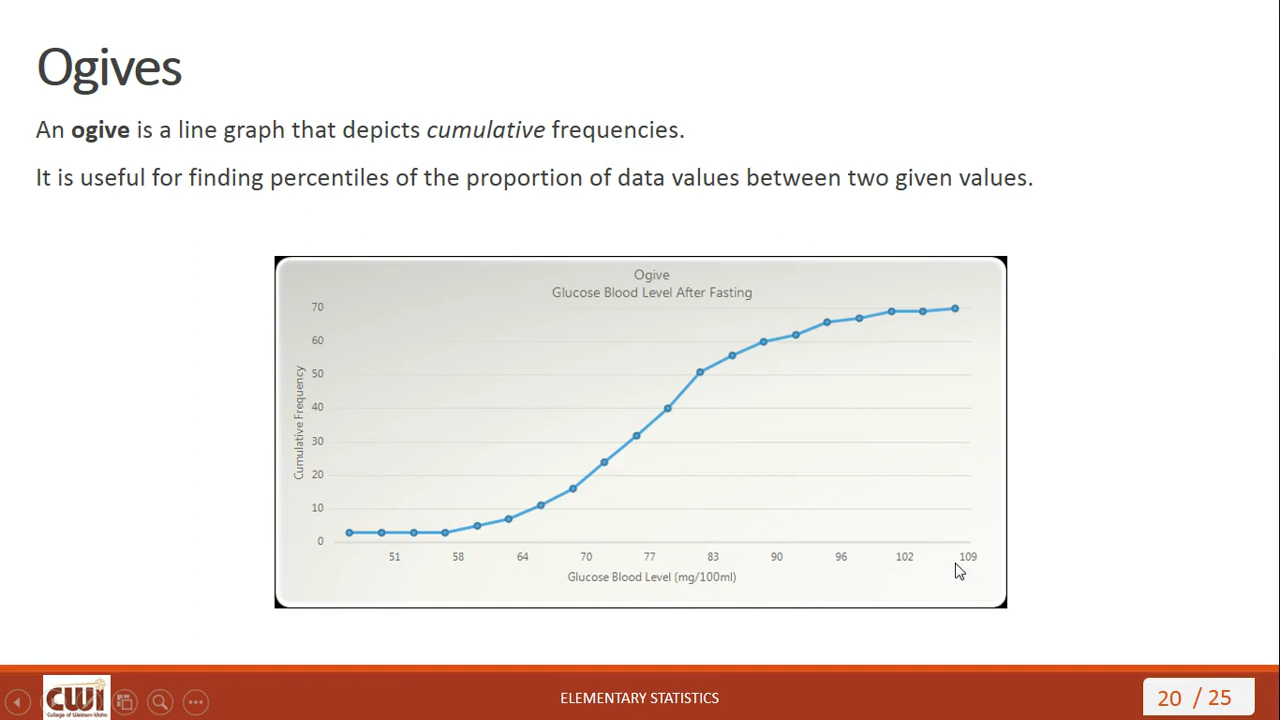 Ogives
An ogive is a line graph that depicts cumulative frequencies.
It is useful for finding percentiles of the proportion of data values between two given values.
Ogive
Glucose Blood Level After Fasting
70
60
50
40
30
20
10
0
Cumulative Frequency
51 58 64 70 77 83 90 96 102 109
Glucose Blood Level (mg/100ml)
CWI
College of Western Idaho
ELEMENTARY STATISTICS
20 / 25